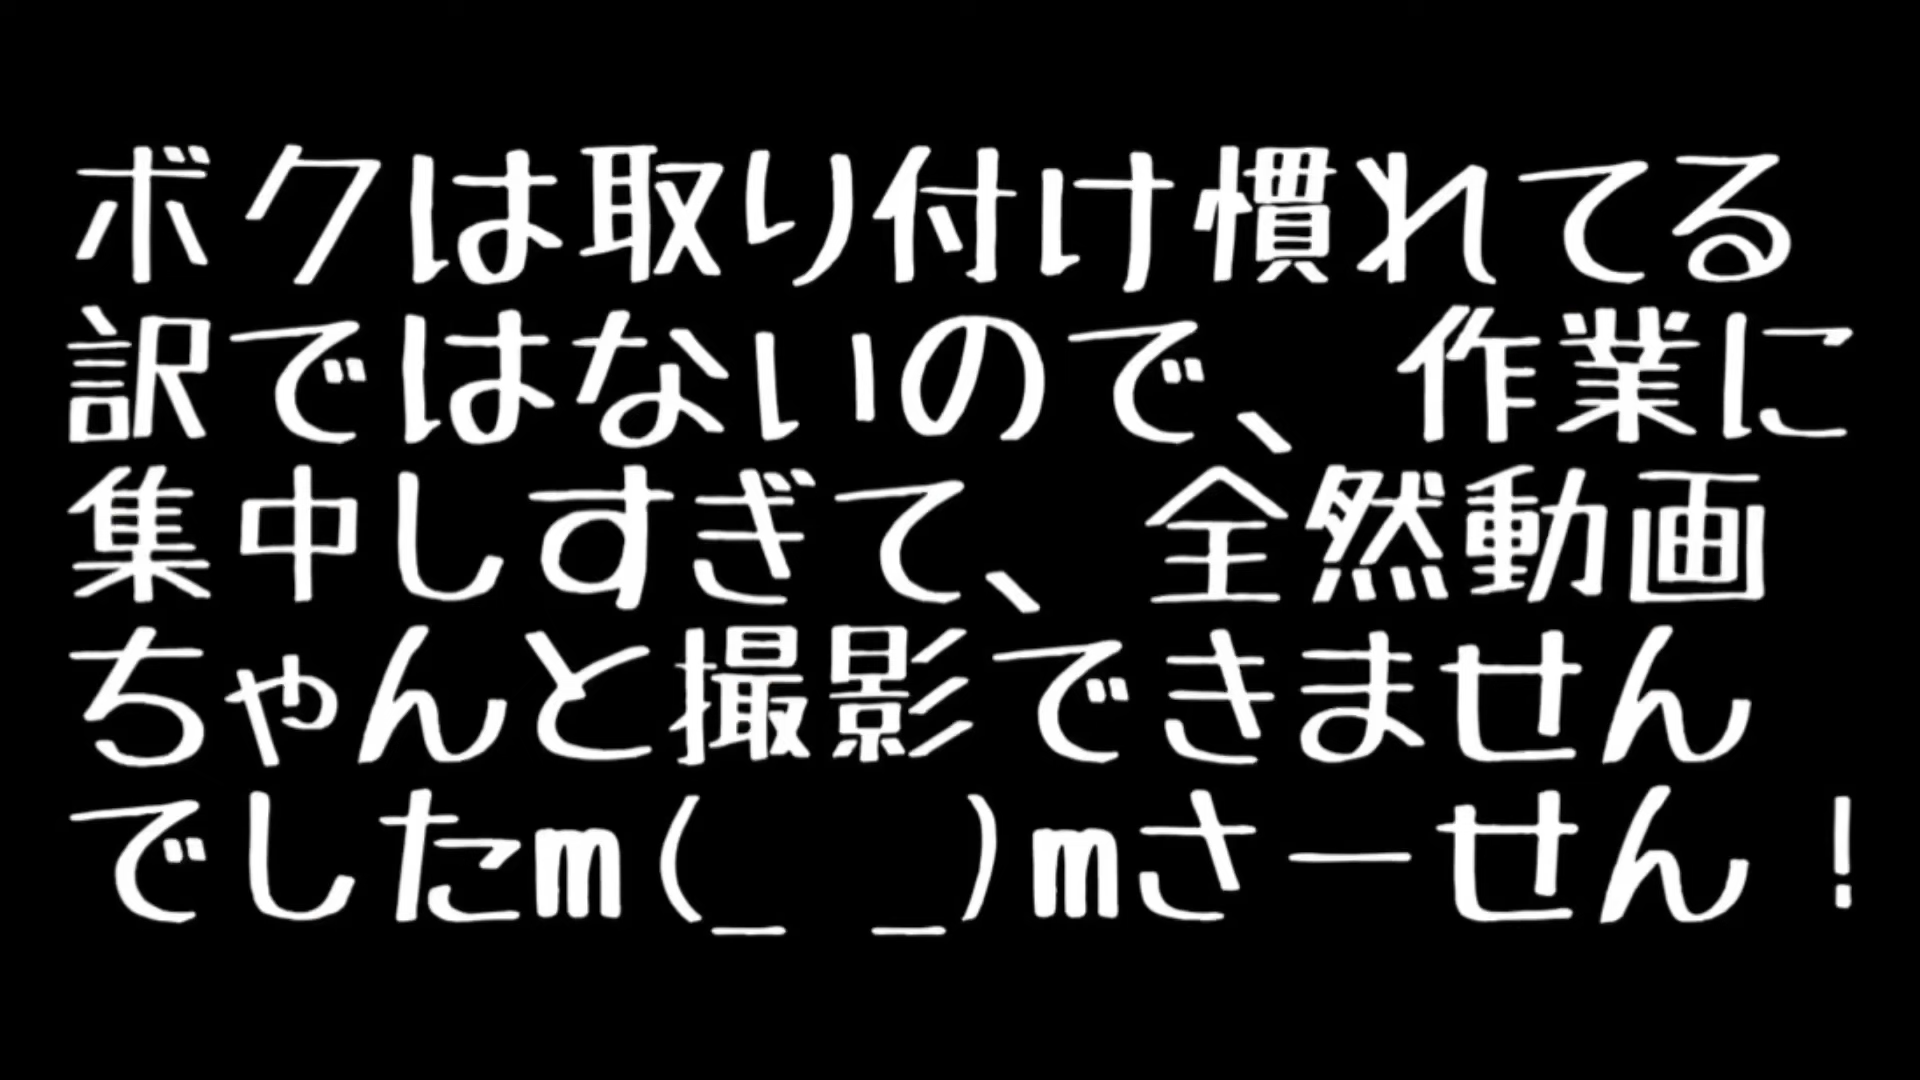 ボクは取り付け慣れてる
訳ではないので、作業に
集中しすぎて、全然動画
ちゃんと撮影できません
でしたm(_ _)mさーせん！